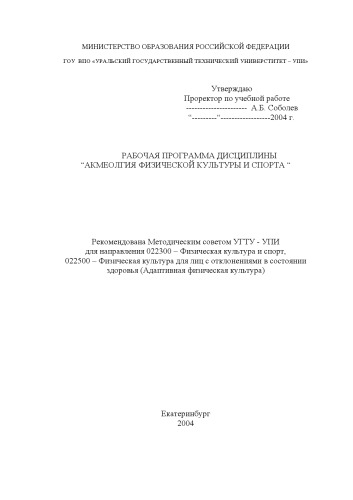 МИНИСТЕРСТВО ОБРАЗОВАНИЯ РОССИЙСКОЙ ФЕДЕРАЦИИ
ГОУ ВПО «УРАЛЬСКИЙ ГОСУДАРСТВЕННЫЙ ТЕХНИЧЕСКИЙ УНИВЕРСТИТЕТ – УПИ»
Утверждаю
Проректор по учебной работе
---------------------- А.Б. Соболев
"---------"------------------2004 г.
РАБОЧАЯ ПРОГРАММА ДИСЦИПЛИНЫ
“АКМЕОЛГИЯ ФИЗИЧЕСКОЙ КУЛЬТУРЫ И СПОРТА “
Рекомендована Методическим советом УГТУ - УПИ
для направления 022300 – Физическая культура и спорт,
022500 – Физическая культура для лиц с отклонениями в состоянии
здоровья (Адаптивная физическая культура)
Екатеринбург
2004